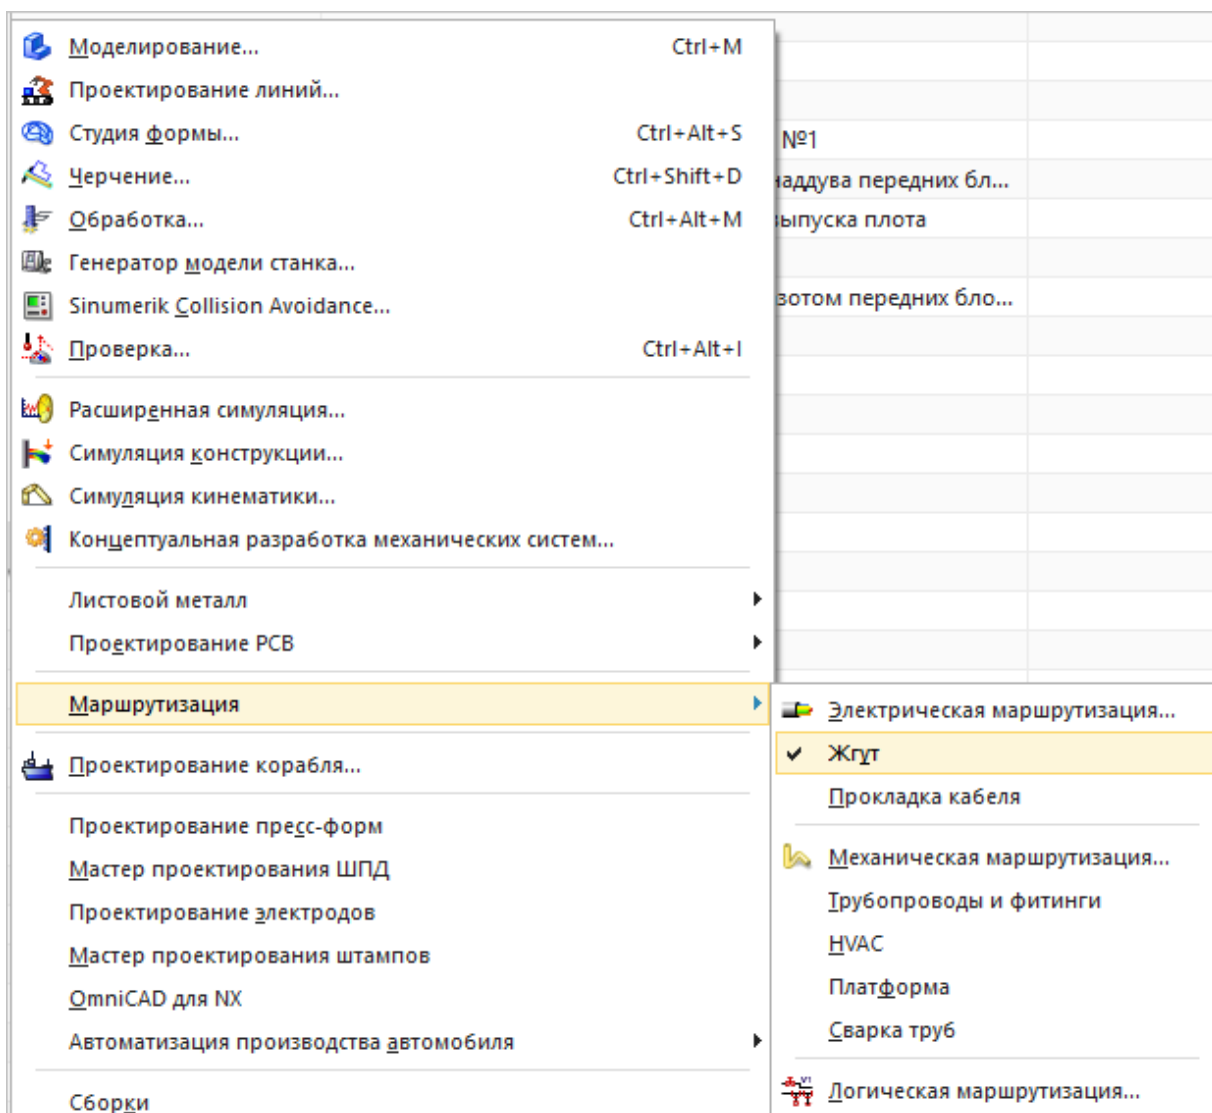 Моделирование... Ctrl+M
Проектирование линий...
Студия формы... Ctrl+Alt+S
№1
Черчение... Ctrl+Shift+D
наддува передних бл...
Обработка... Ctrl+Alt+M
выпуска плота
Генератор модели станка...
Sinumerik Collision Avoidance...
зотом передних бло...
Проверка... Ctrl+Alt+I
Расширенная симуляция...
Симуляция конструкции...
Симуляция кинематики...
Концептуальная разработка механических систем...
Листовой металл
Проектирование PCB
Маршрутизация
Электрическая маршрутизация...
Жгут
Прокладка кабеля
Механическая маршрутизация...
Трубопроводы и фитинги
HVAC
Платформа
Сварка труб
Логическая маршрутизация...
Проектирование корабля...
Проектирование пресс-форм
Мастер проектирования ШПД
Проектирование электродов
Мастер проектирования штампов
OmniCAD для NX
Автоматизация производства автомобиля
Сборки